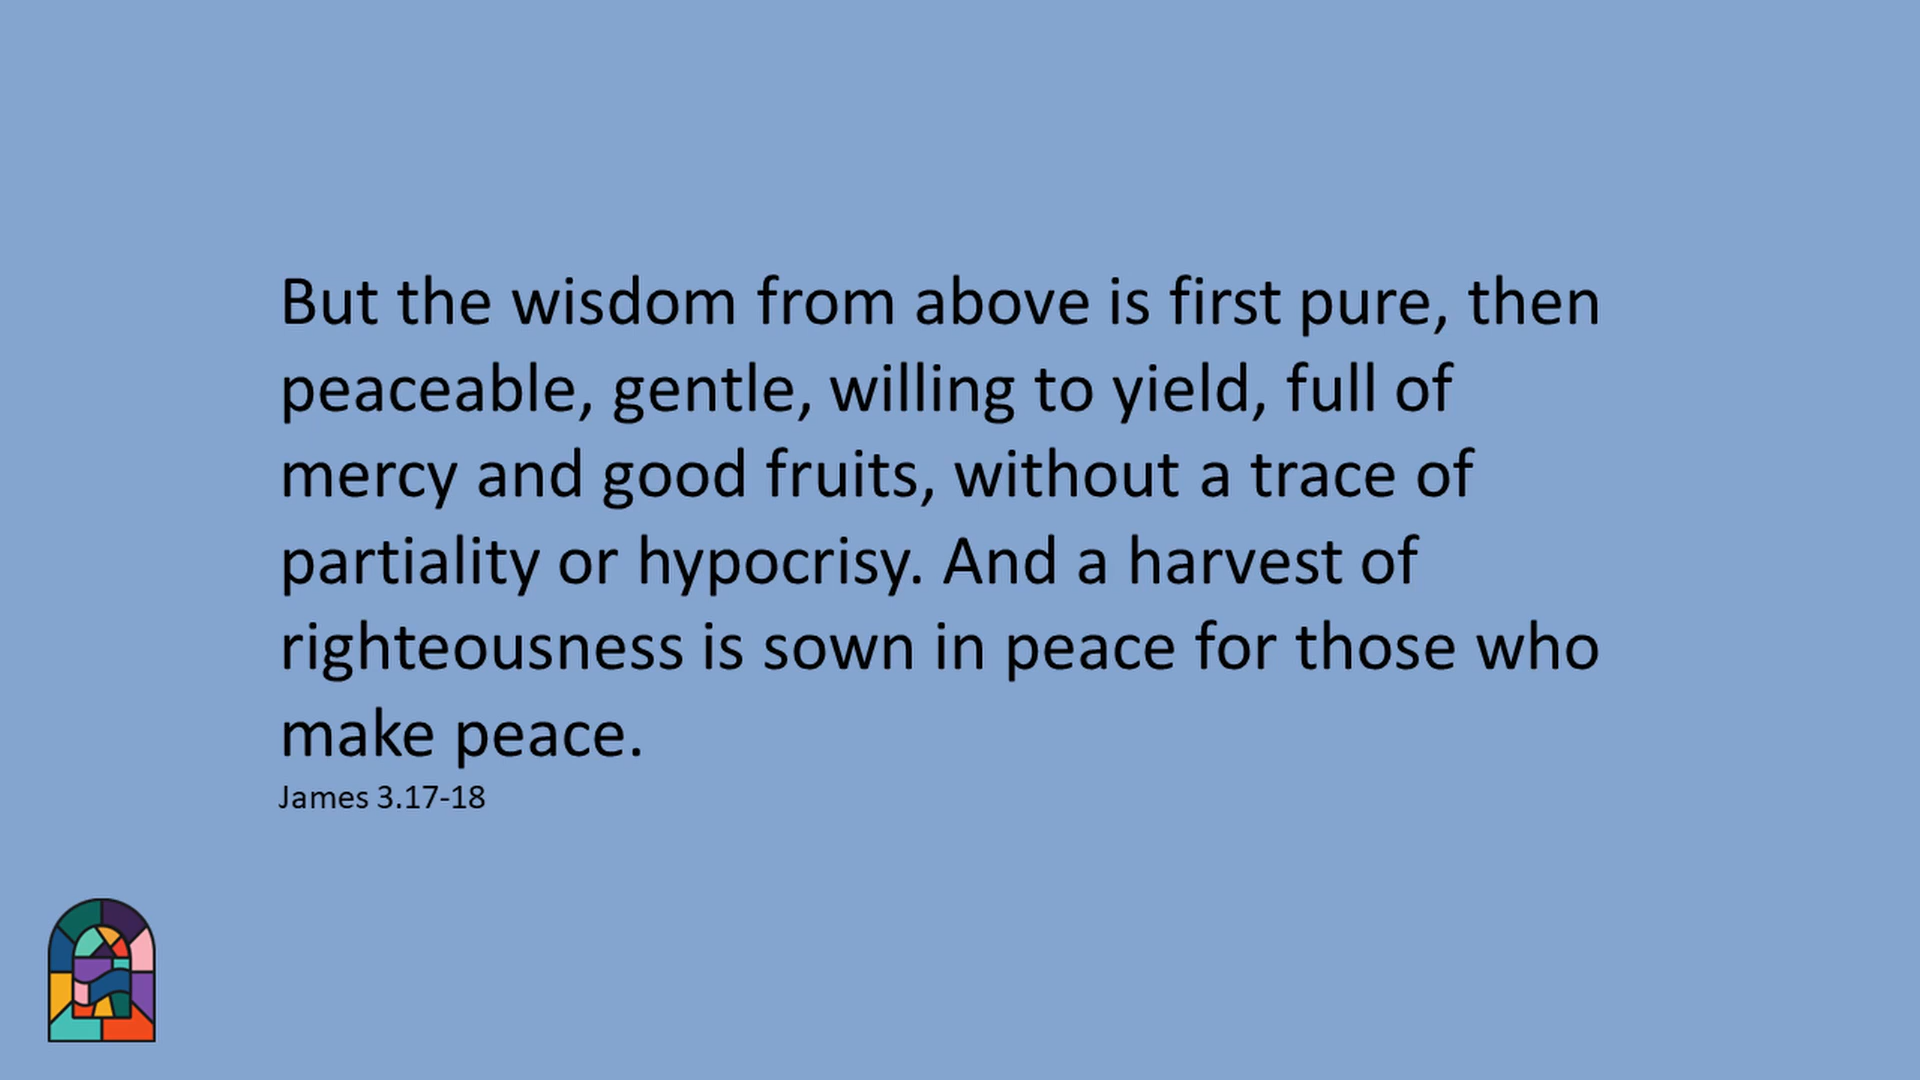 But the wisdom from above is first pure, then
peaceable, gentle, willing to yield, full of
mercy and good fruits, without a trace of
partiality or hypocrisy. And a harvest of
righteousness is sown in peace for those who
make peace.
James 3.17-18